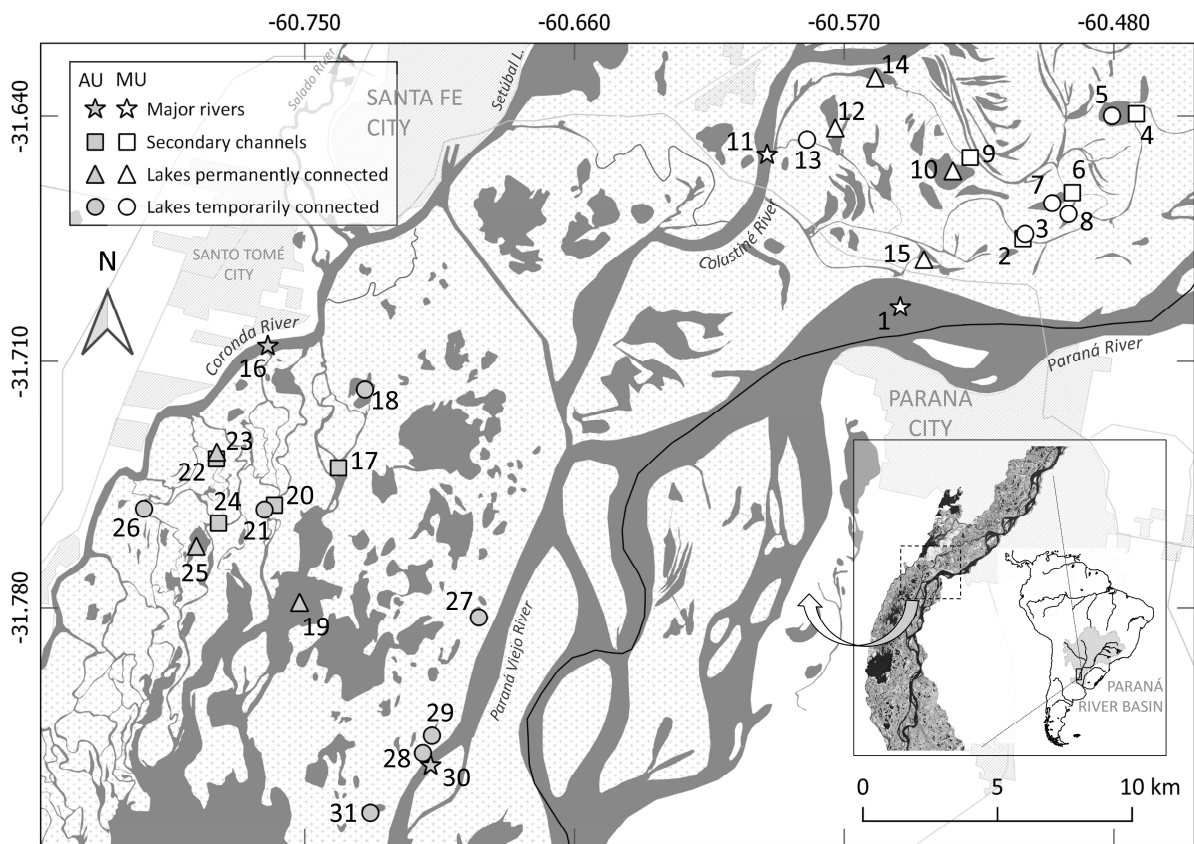 -60.750 -60.660 -60.570 -60.480
-31.640
-31.710
-31.780
AU MU
Major rivers
Secondary channels
Lakes permanently connected
Lakes temporarily connected
N
Salado River
SANTA FE
CITY
Setúbal L.
SANTO TOMÉ
CITY
Coronda River
Colastiné River
Paraná River
PARANA
CITY
Paraná Viejo River
14
12
11
13
10
9
5
4
6
7
8
3
2
15
1
16
18
23
22
17
24
20
21
26
25
19
27
29
28
30
31
PARANÁ
RIVER BASIN
0 5 10 km